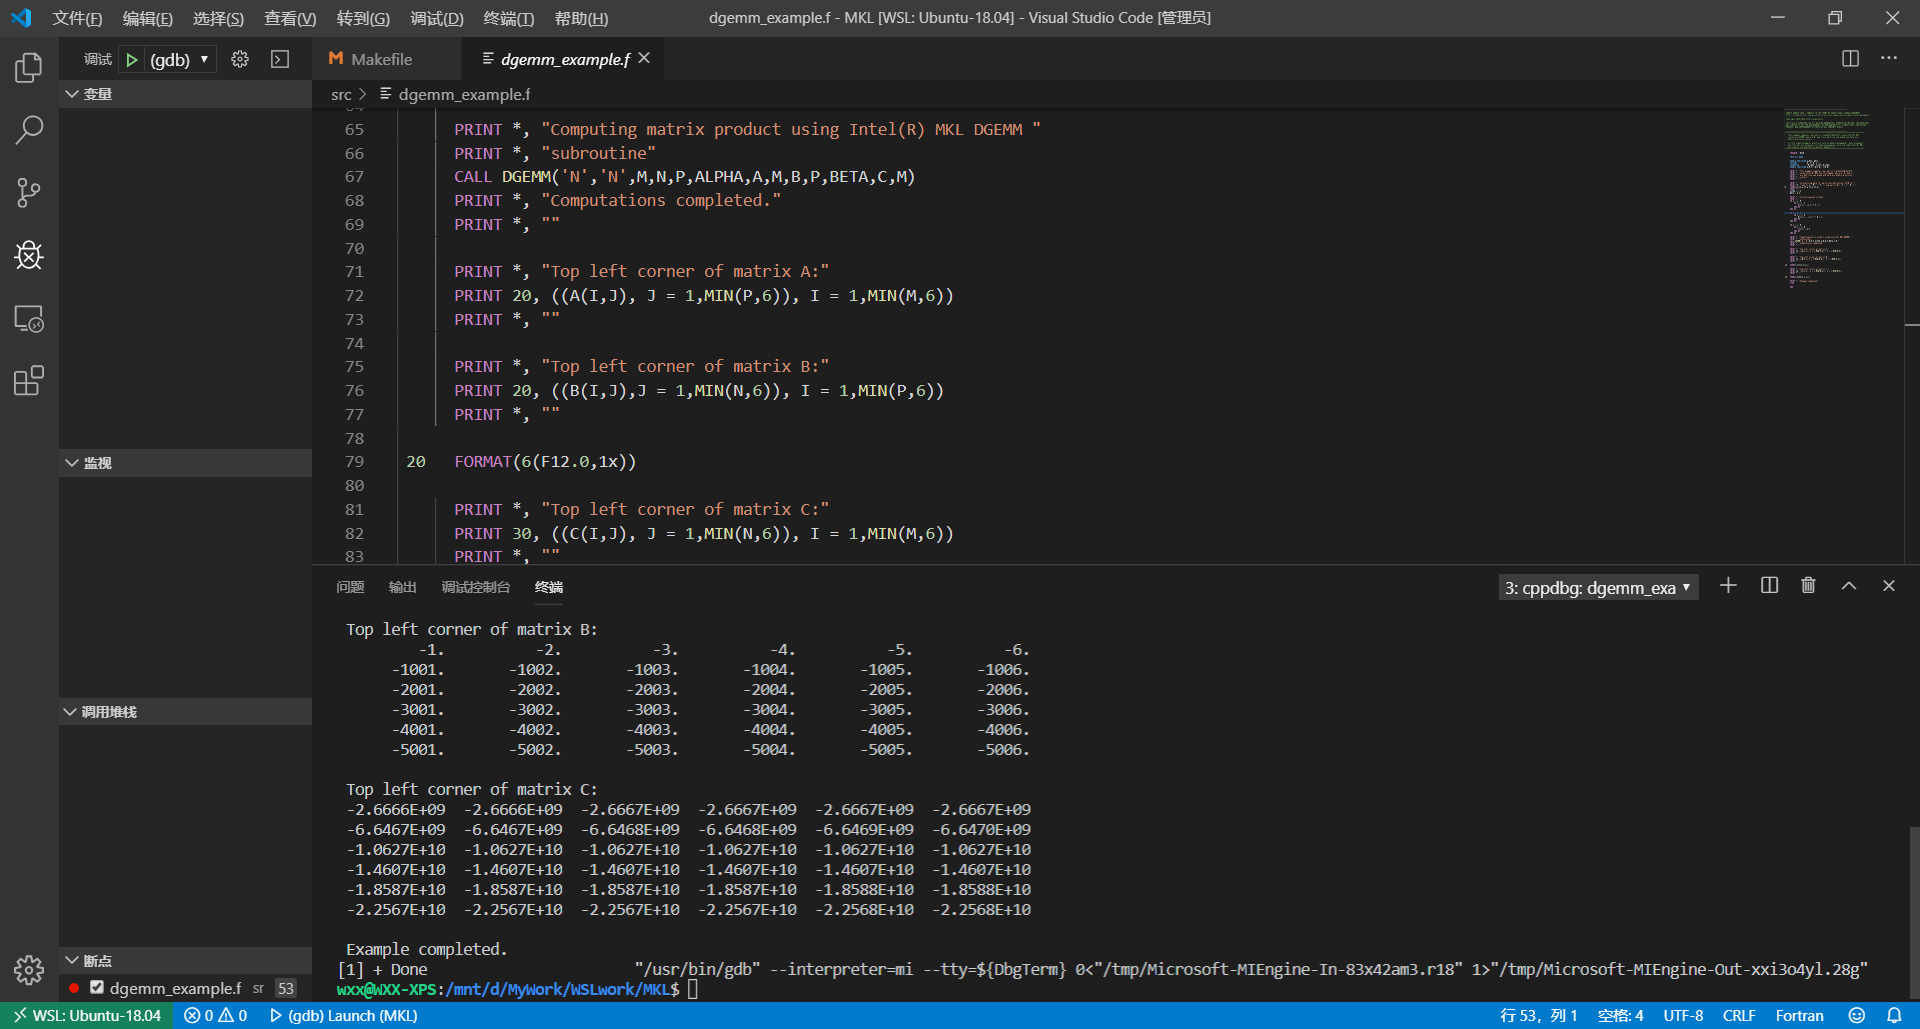 文件(F) 编辑(E) 选择(S) 查看(V) 转到(G) 调试(D) 终端(T) 帮助(H) dgemm_example.f - MKL [WSL: Ubuntu-18.04] - Visual Studio Code [管理员]
调试 (gdb)
变量
监视
调用堆栈
断点
dgemm_example.f sr 53
Makefile dgemm_example.f
src > dgemm_example.f
65 PRINT *, "Computing matrix product using Intel(R) MKL DGEMM "
66 PRINT *, "subroutine"
67 CALL DGEMM('N','N',M,N,P,ALPHA,A,M,B,P,BETA,C,M)
68 PRINT *, "Computations completed."
69 PRINT *, ""
70
71 PRINT *, "Top left corner of matrix A:"
72 PRINT 20, ((A(I,J), J = 1,MIN(P,6)), I = 1,MIN(M,6))
73 PRINT *, ""
74
75 PRINT *, "Top left corner of matrix B:"
76 PRINT 20, ((B(I,J),J = 1,MIN(N,6)), I = 1,MIN(P,6))
77 PRINT *, ""
78
79 20 FORMAT(6(F12.0,1x))
80
81 PRINT *, "Top left corner of matrix C:"
82 PRINT 30, ((C(I,J), J = 1,MIN(N,6)), I = 1,MIN(M,6))
83 PRINT *, ""
问题 输出 调试控制台 终端 3: cppdbg: dgemm_exa
Top left corner of matrix B:
-1. -2. -3. -4. -5. -6.
-1001. -1002. -1003. -1004. -1005. -1006.
-2001. -2002. -2003. -2004. -2005. -2006.
-3001. -3002. -3003. -3004. -3005. -3006.
-4001. -4002. -4003. -4004. -4005. -4006.
-5001. -5002. -5003. -5004. -5005. -5006.
Top left corner of matrix C:
-2.6666E+09 -2.6666E+09 -2.6667E+09 -2.6667E+09 -2.6667E+09 -2.6667E+09
-6.6467E+09 -6.6467E+09 -6.6468E+09 -6.6468E+09 -6.6469E+09 -6.6470E+09
-1.0627E+10 -1.0627E+10 -1.0627E+10 -1.0627E+10 -1.0627E+10 -1.0627E+10
-1.4607E+10 -1.4607E+10 -1.4607E+10 -1.4607E+10 -1.4607E+10 -1.4607E+10
-1.8587E+10 -1.8587E+10 -1.8587E+10 -1.8587E+10 -1.8588E+10 -1.8588E+10
-2.2567E+10 -2.2567E+10 -2.2567E+10 -2.2567E+10 -2.2568E+10 -2.2568E+10
Example completed.
[1] + Done "/usr/bin/gdb" --interpreter=mi --tty=${DbgTerm} 0<"/tmp/Microsoft-MIEngine-In-83x42am3.r18" 1>"/tmp/Microsoft-MIEngine-Out-xxi3o4yl.28g"
wxx@WXX-XPS:/mnt/d/MyWork/WSLwork/MKL$
WSL: Ubuntu-18.04 0 0 (gdb) Launch (MKL) 行 53，列 1 空格: 4 UTF-8 CRLF Fortran